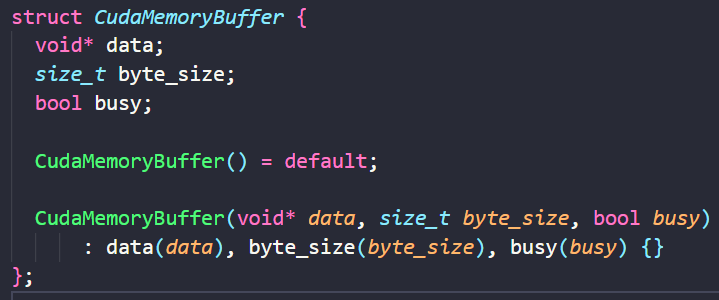 struct CudaMemoryBuffer {
  void* data;
  size_t byte_size;
  bool busy;

  CudaMemoryBuffer() = default;

  CudaMemoryBuffer(void* data, size_t byte_size, bool busy)
      : data(data), byte_size(byte_size), busy(busy) {}
};